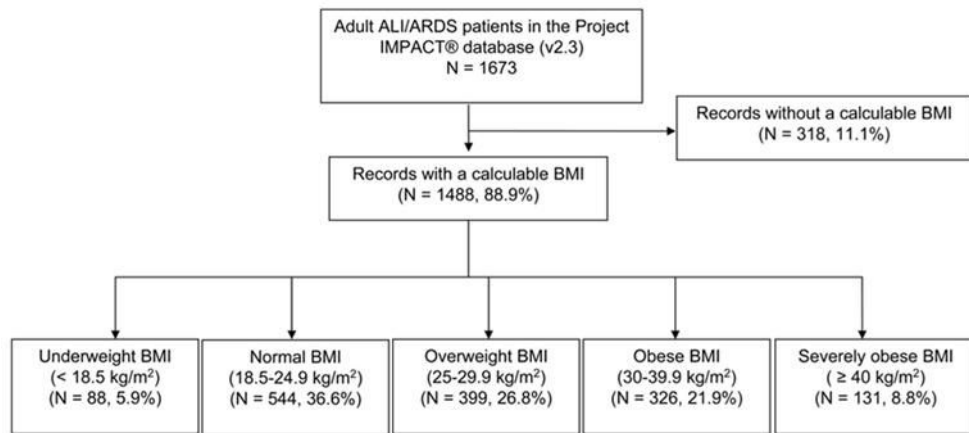 Adult ALI/ARDS patients in the Project
IMPACT® database (v2.3)
N = 1673
Records without a calculable BMI
(N = 318, 11.1%)
Records with a calculable BMI
(N = 1488, 88.9%)
Underweight BMI
(< 18.5 kg/m²)
(N = 88, 5.9%)
Normal BMI
(18.5-24.9 kg/m²)
(N = 544, 36.6%)
Overweight BMI
(25-29.9 kg/m²)
(N = 399, 26.8%)
Obese BMI
(30-39.9 kg/m²)
(N = 326, 21.9%)
Severely obese BMI
( ≥ 40 kg/m²)
(N = 131, 8.8%)